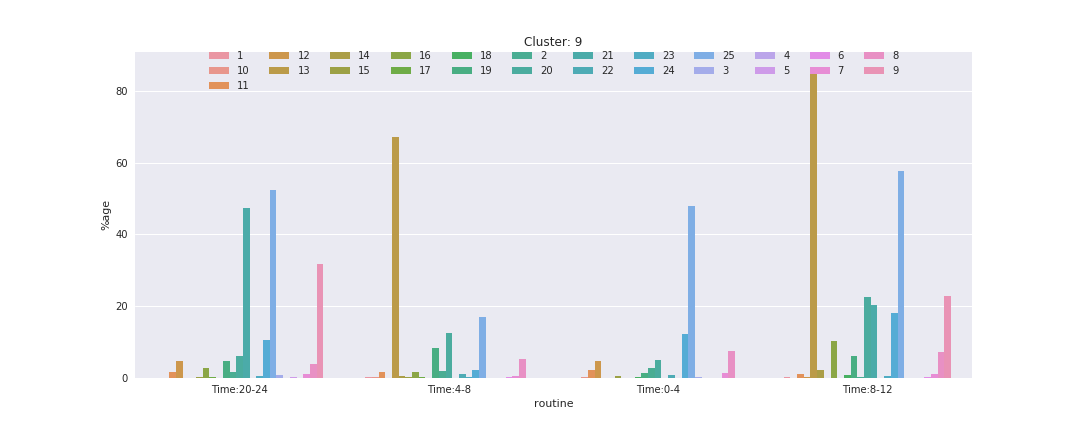 Cluster: 9
1 12 14 16 18 2 21 23 25 4 6 8
10 13 15 17 19 20 22 24 3 5 7 9
11
80
60
40
20
0
%age
Time:20-24 Time:4-8 Time:0-4 Time:8-12
routine